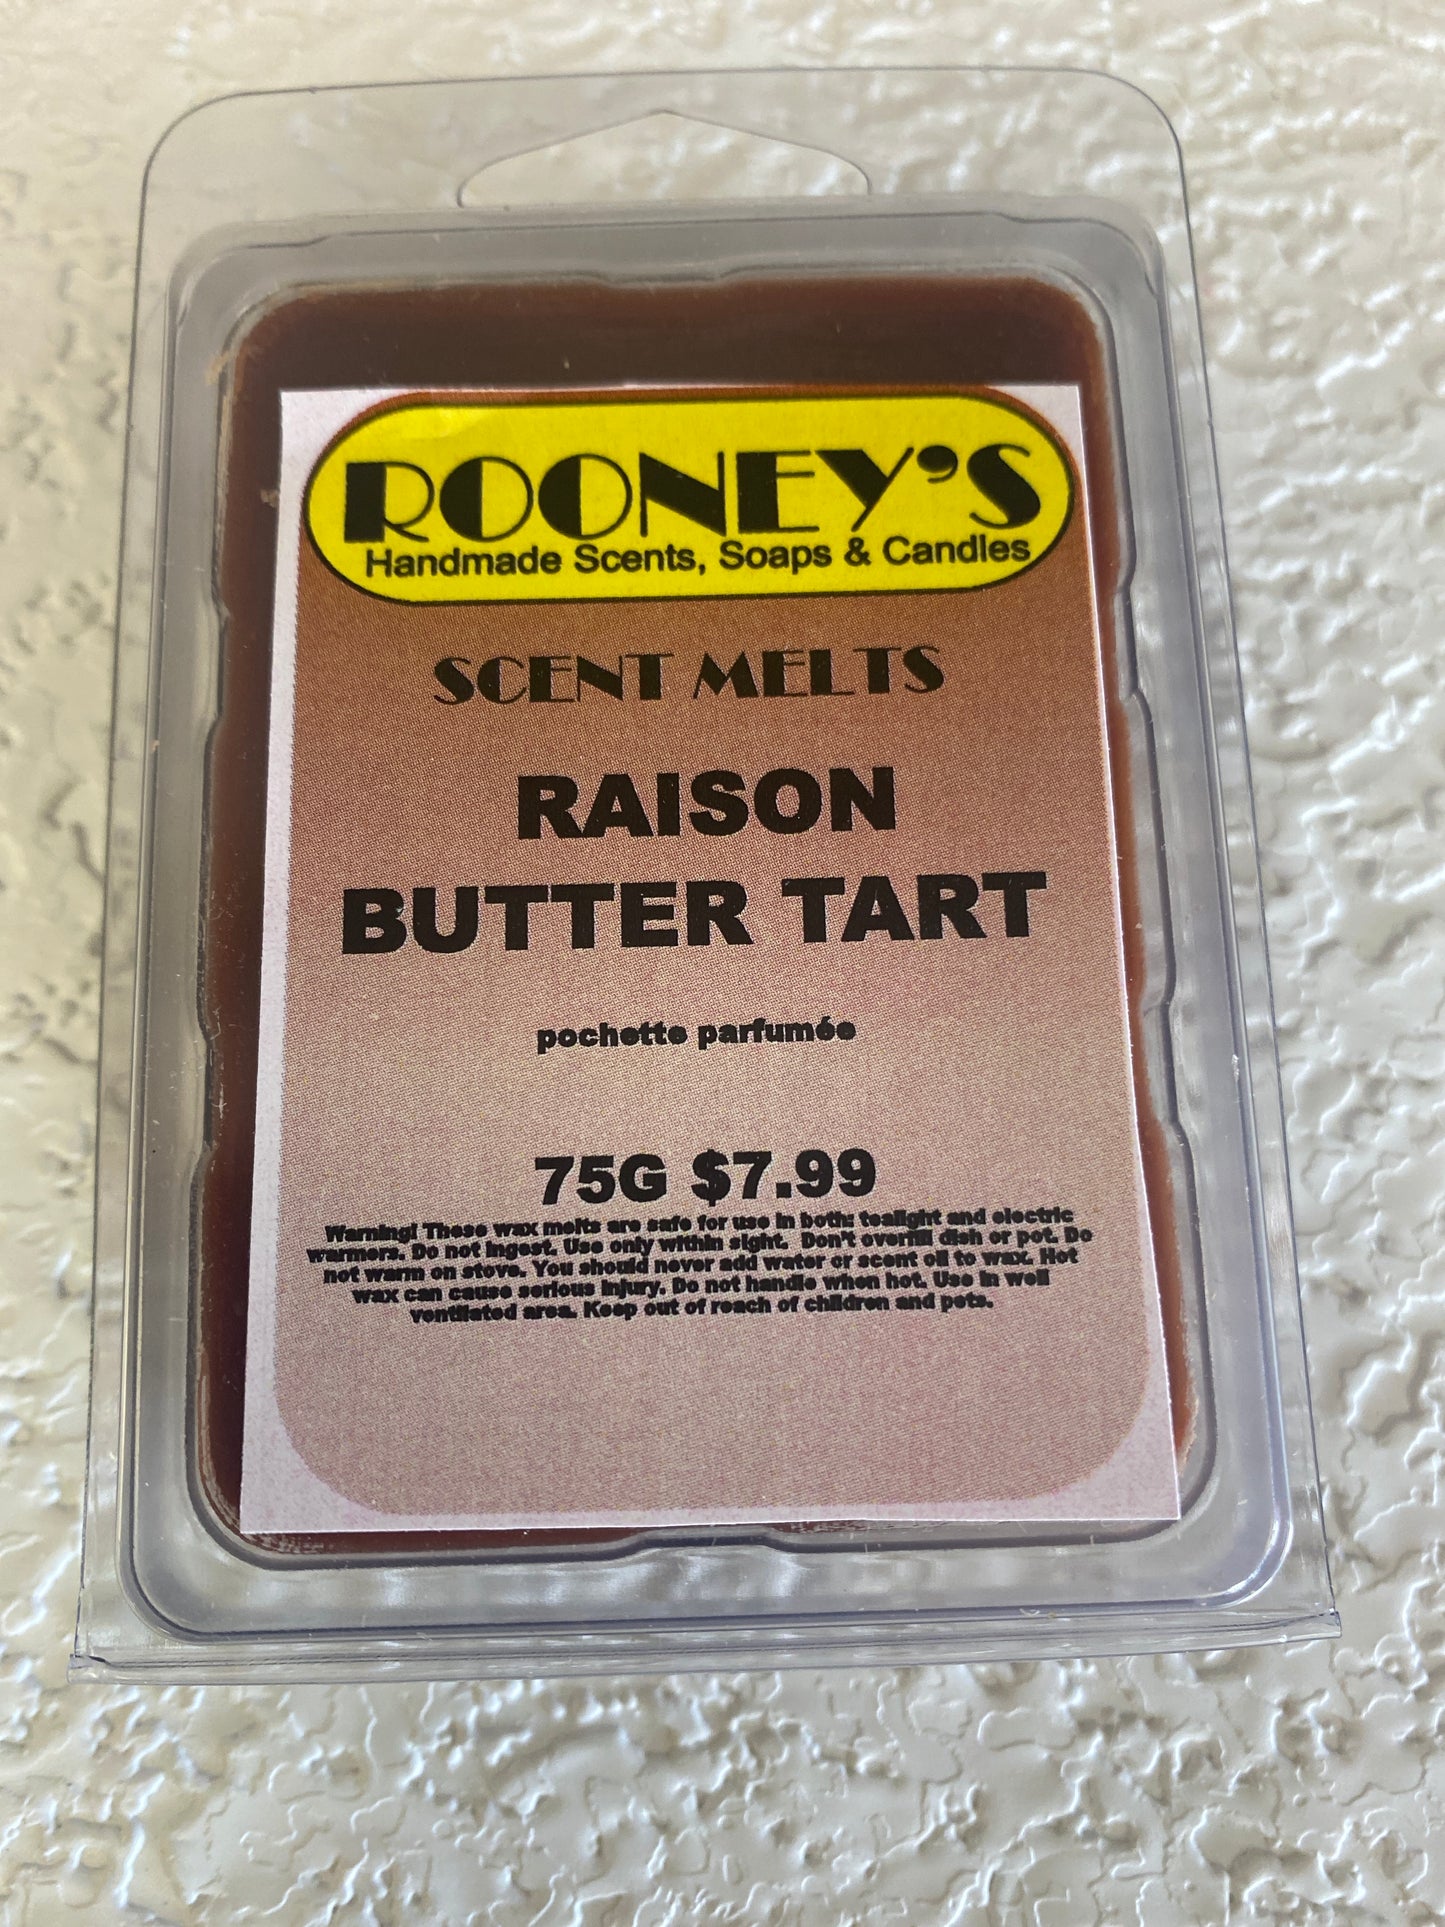 ROONEY'S
Handmade Scents, Soaps & Candles
SCENT MELTS
RAISON
BUTTER TART
pochette parfumée
75G $7.99
Warning! These wax melts are safe for use in both: tealight and electric
warmers. Do not ingest. Use only within sight. Don't overfill dish or pot. Do
not warm on stove. You should never add water or scent oil to wax. Hot
wax can cause serious injury. Do not handle when hot. Use in well
ventilated area. Keep out of reach of children and pets.